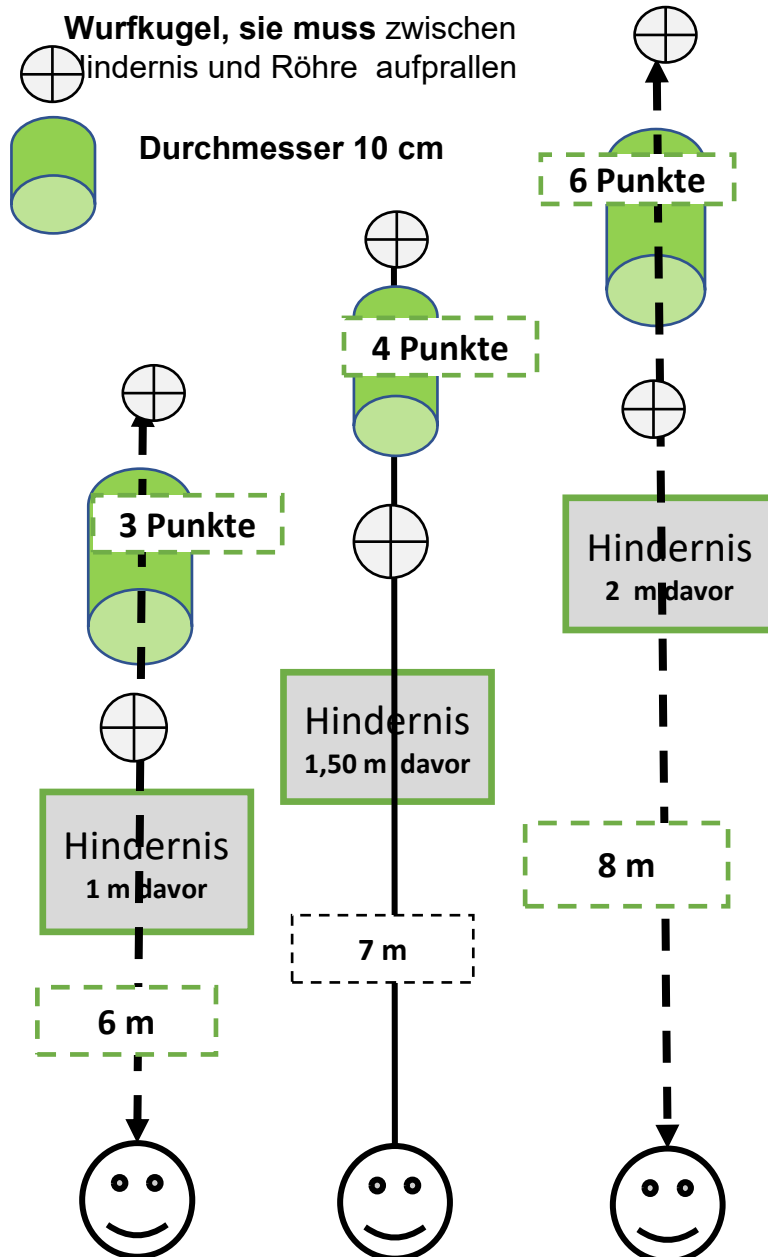 Wurfkugel, sie muss zwischen
indernis und Röhre aufprallen
Durchmesser 10 cm
6 Punkte
4 Punkte
3 Punkte
Hindernis
2 m davor
Hindernis
1,50 m davor
Hindernis
1 m davor
8 m
7 m
6 m